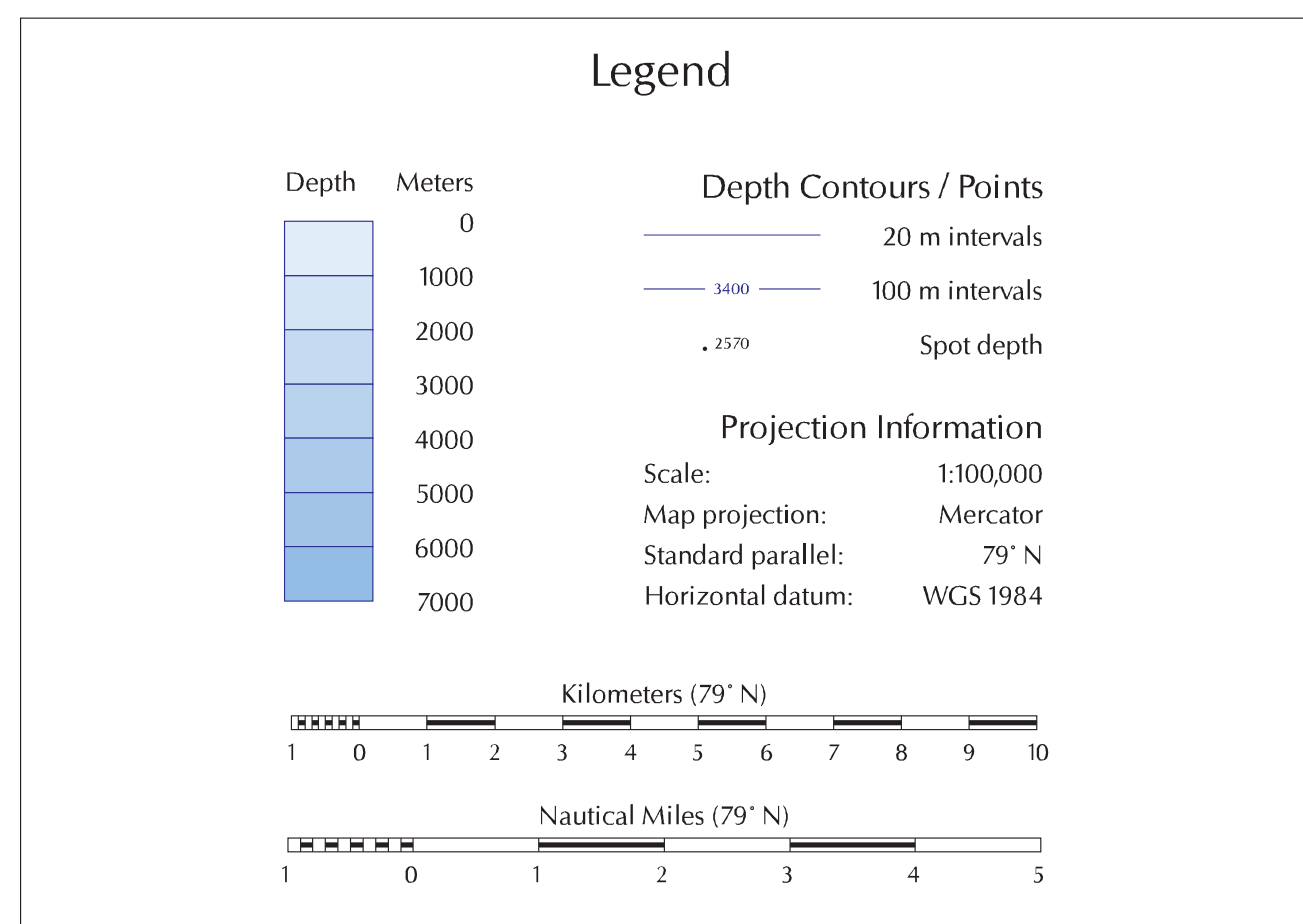 Legend
Depth Meters
0
1000
2000
3000
4000
5000
6000
7000
Depth Contours / Points
20 m intervals
3400 100 m intervals
. 2570 Spot depth
Projection Information
Scale: 1:100,000
Map projection: Mercator
Standard parallel: 79° N
Horizontal datum: WGS 1984
Kilometers (79° N)
1 0 1 2 3 4 5 6 7 8 9 10
Nautical Miles (79° N)
1 0 1 2 3 4 5